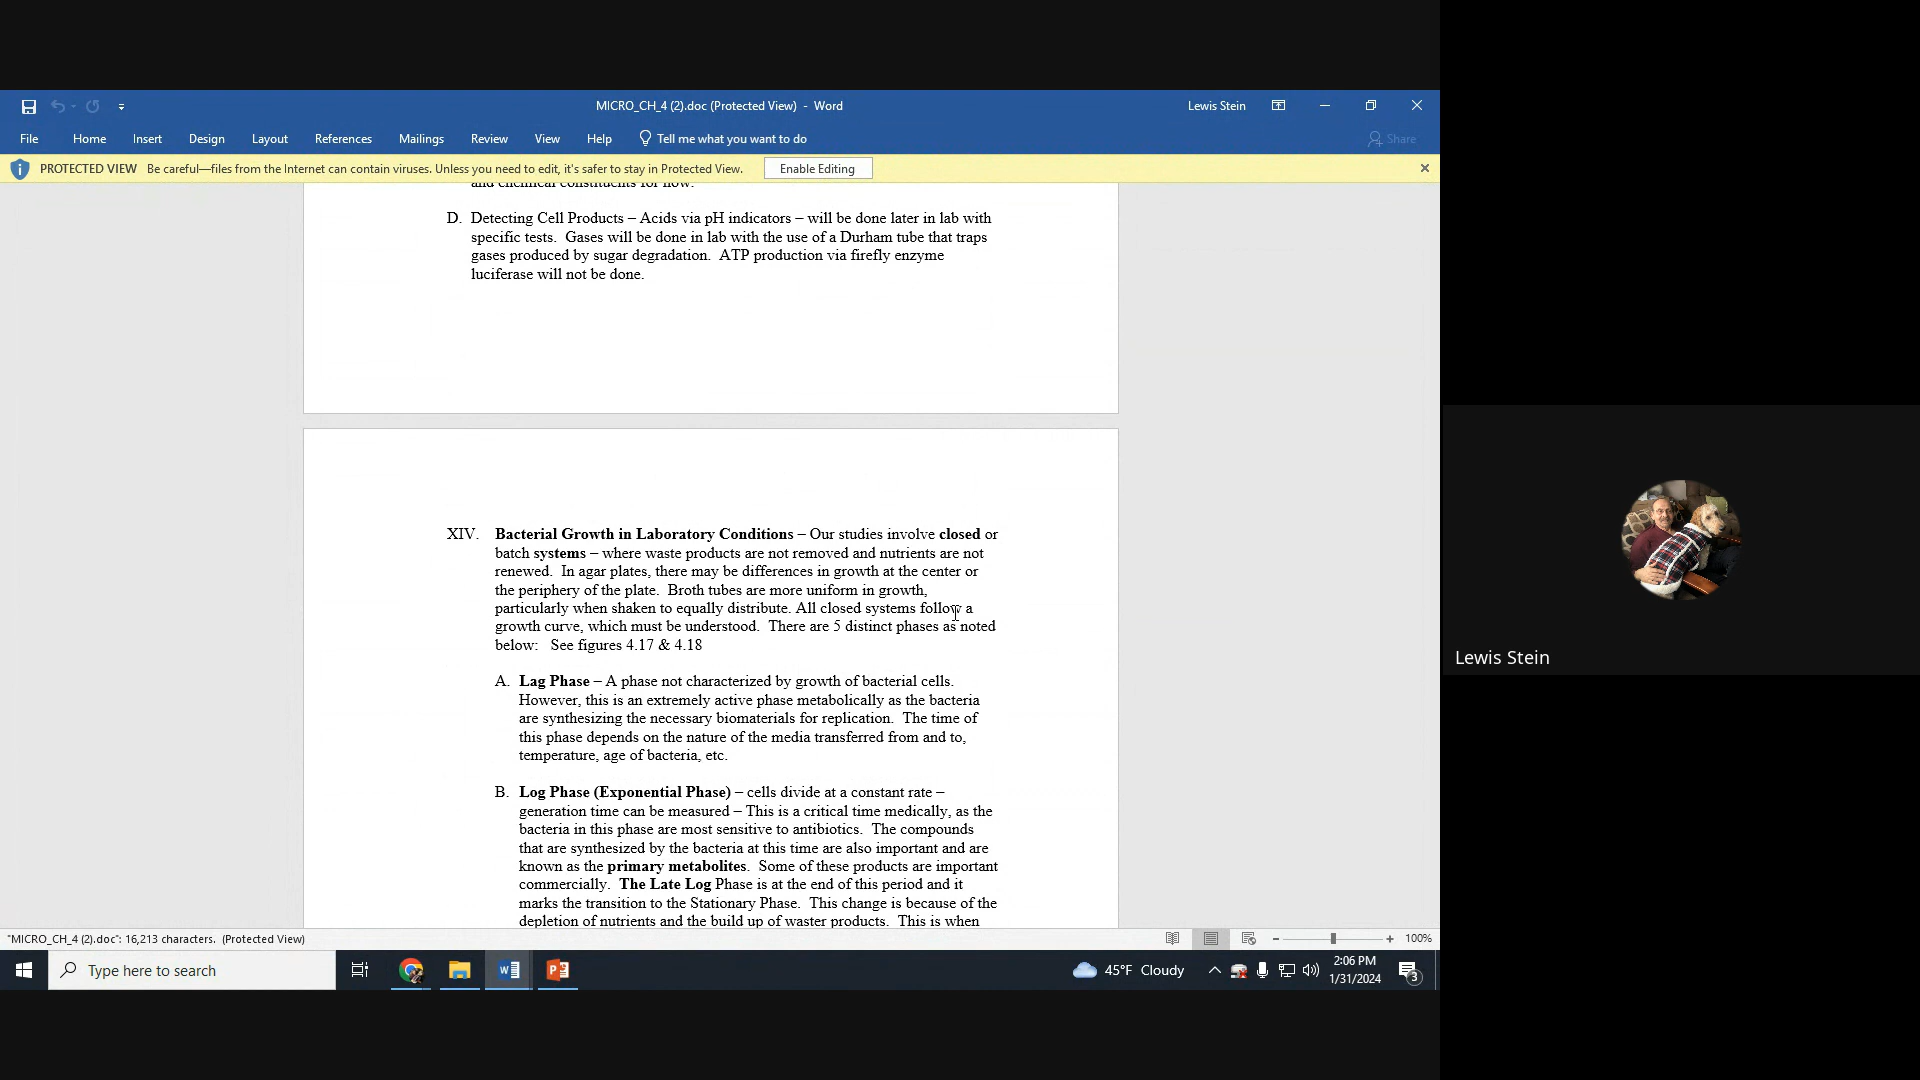 MICRO_CH_4 (2).doc (Protected View) - Word
Lewis Stein
File Home Insert Design Layout References Mailings Review View Help Tell me what you want to do Share
PROTECTED VIEW Be careful—files from the Internet can contain viruses. Unless you need to edit, it's safer to stay in Protected View. Enable Editing
and chemical constituents for now.
D. Detecting Cell Products – Acids via pH indicators – will be done later in lab with
specific tests. Gases will be done in lab with the use of a Durham tube that traps
gases produced by sugar degradation. ATP production via firefly enzyme
luciferase will not be done.
XIV. Bacterial Growth in Laboratory Conditions – Our studies involve closed or
batch systems – where waste products are not removed and nutrients are not
renewed. In agar plates, there may be differences in growth at the center or
the periphery of the plate. Broth tubes are more uniform in growth,
particularly when shaken to equally distribute. All closed systems follow a
growth curve, which must be understood. There are 5 distinct phases as noted
below: See figures 4.17 & 4.18
A. Lag Phase – A phase not characterized by growth of bacterial cells.
However, this is an extremely active phase metabolically as the bacteria
are synthesizing the necessary biomaterials for replication. The time of
this phase depends on the nature of the media transferred from and to,
temperature, age of bacteria, etc.
B. Log Phase (Exponential Phase) – cells divide at a constant rate –
generation time can be measured – This is a critical time medically, as the
bacteria in this phase are most sensitive to antibiotics. The compounds
that are synthesized by the bacteria at this time are also important and are
known as the primary metabolites. Some of these products are important
commercially. The Late Log Phase is at the end of this period and it
marks the transition to the Stationary Phase. This change is because of the
depletion of nutrients and the build up of waster products. This is when
"MICRO_CH_4 (2).doc": 16,213 characters. (Protected View)
100%
Type here to search
45°F Cloudy
2:06 PM
1/31/2024
3
Lewis Stein